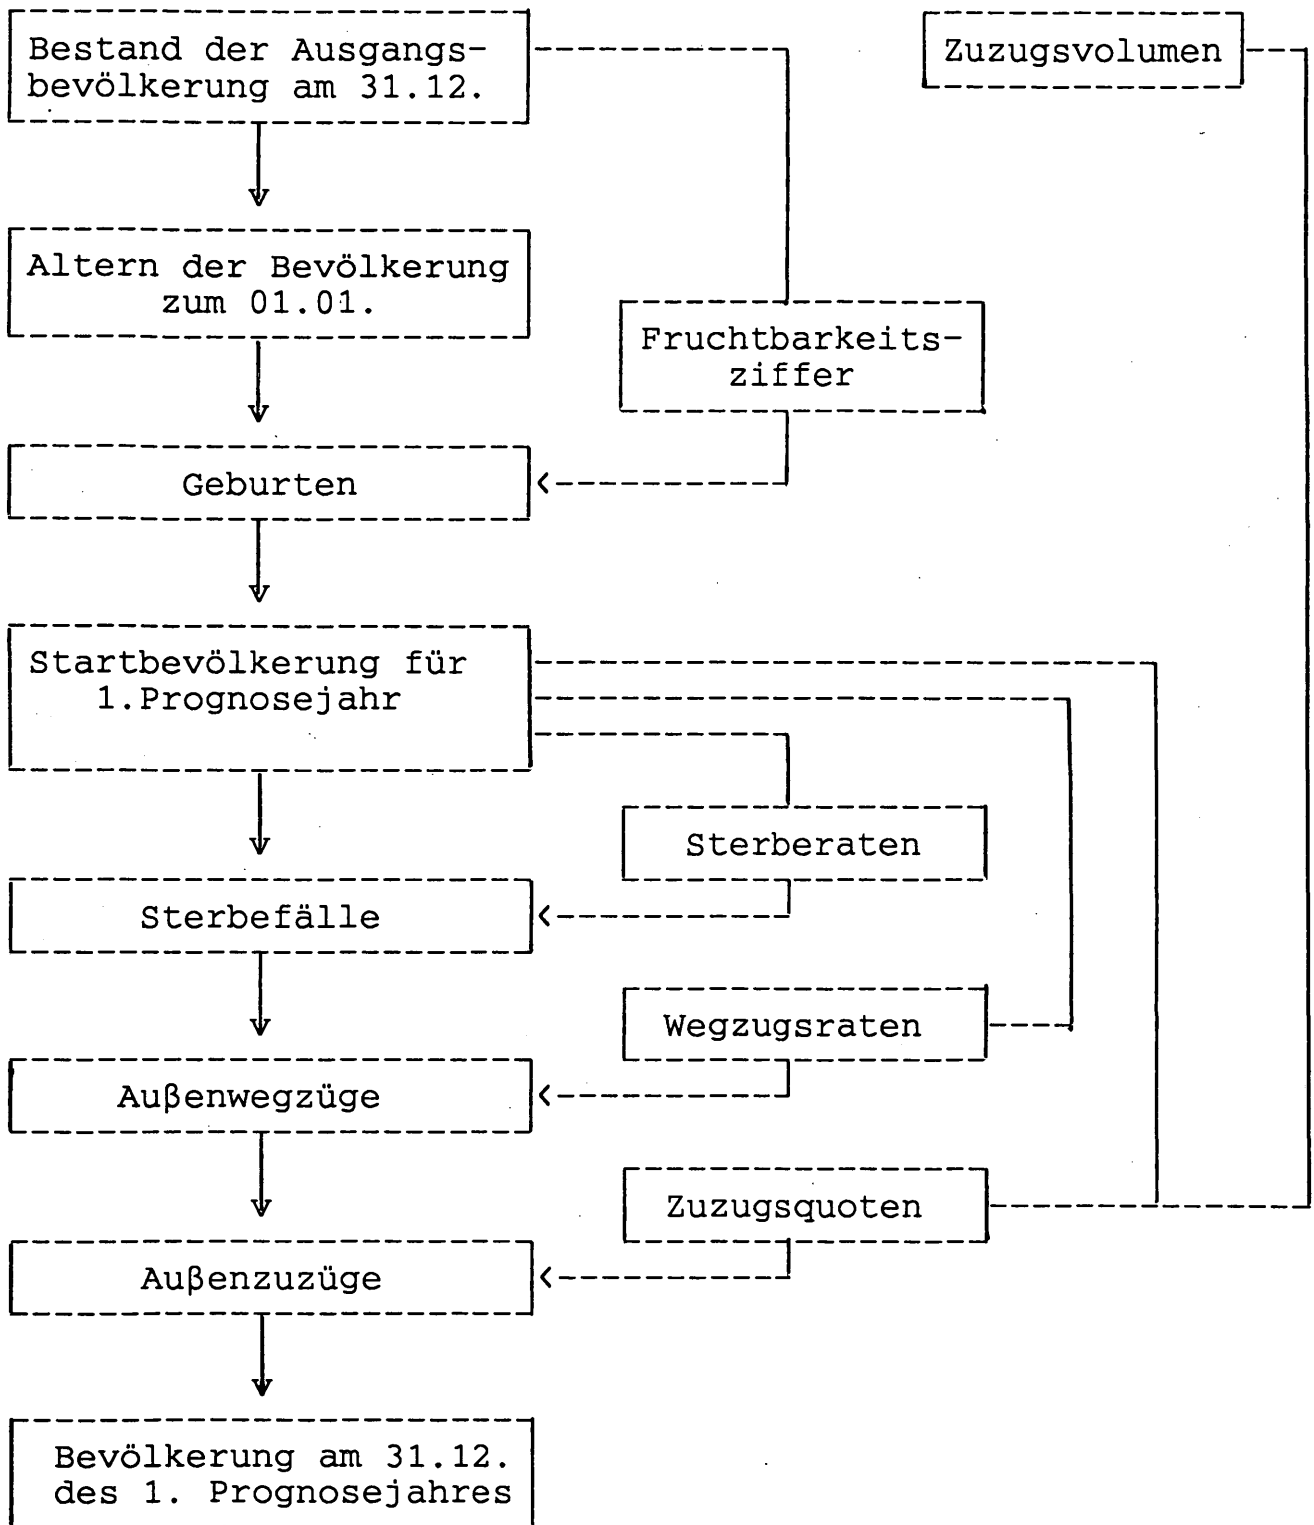 Bestand der Ausgangs-
bevölkerung am 31.12.
Zuzugsvolumen
Altern der Bevölkerung
zum 01.01.
Fruchtbarkeits-
ziffer
Geburten
Startbevölkerung für
1.Prognosejahr
Sterberaten
Sterbefälle
Wegzugsraten
Außenwegzüge
Zuzugsquoten
Außenzuzüge
Bevölkerung am 31.12.
des 1. Prognosejahres